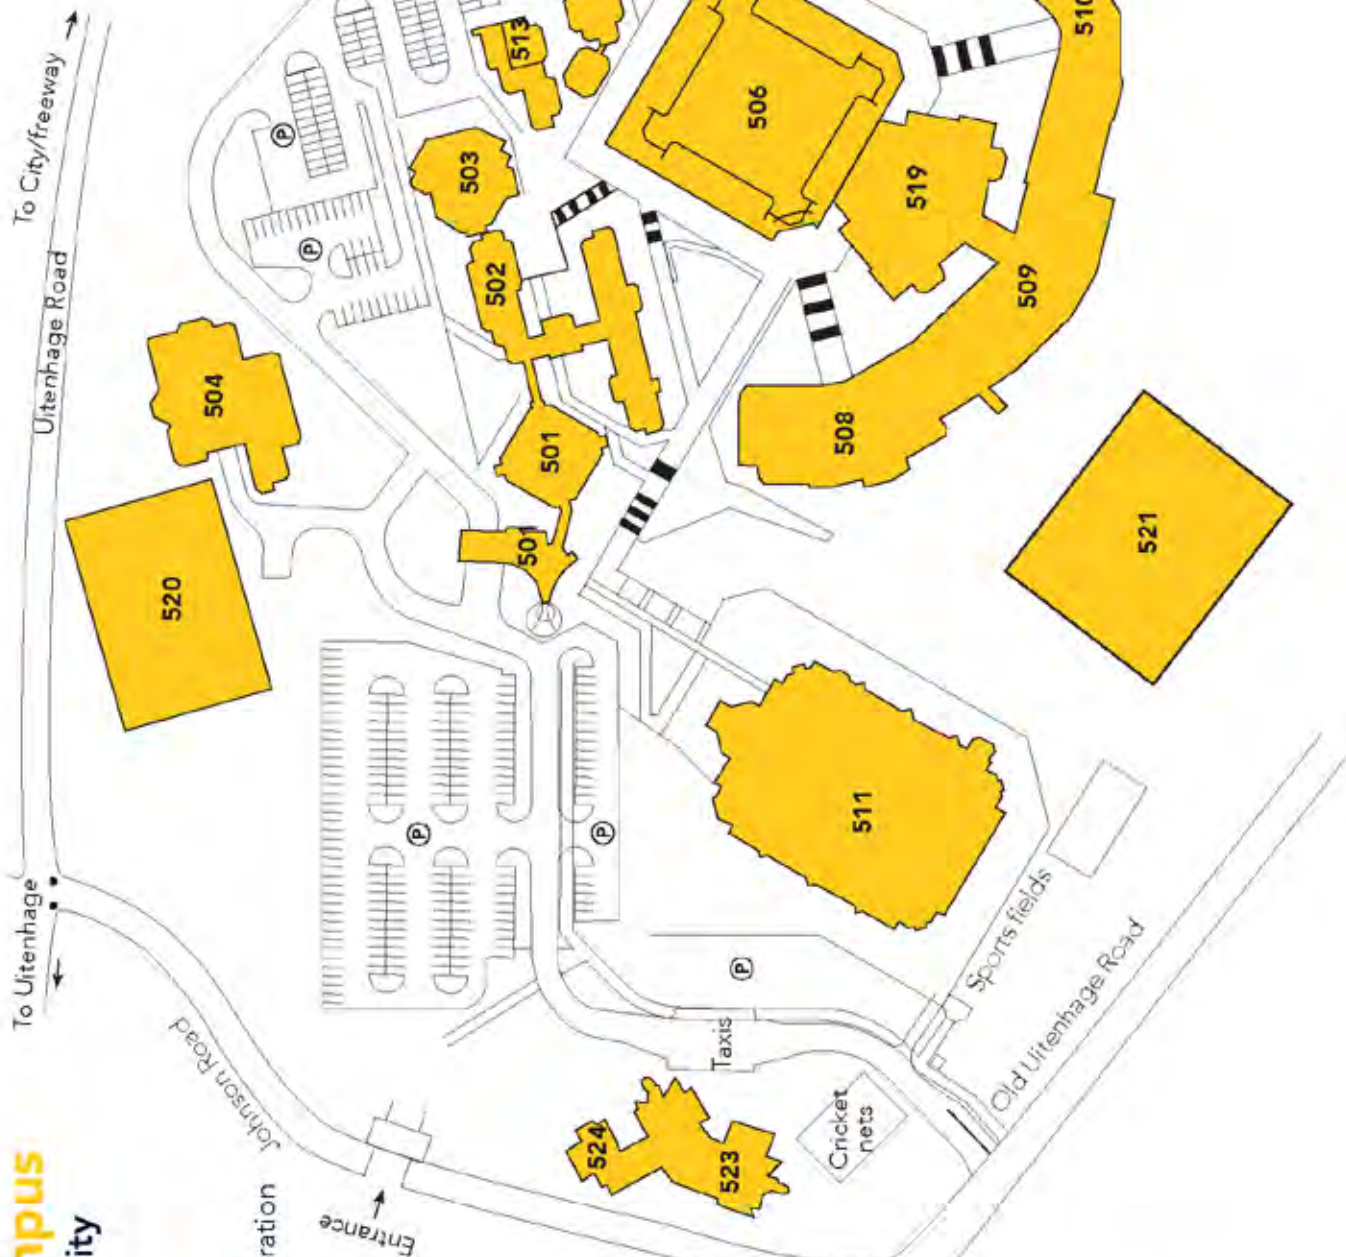 To City/freeway
Uitenhage Road
To Uitenhage
Johnson Road
Entrance
mpus
ity
ration
513
506
510
503
519
502
509
504
501
508
501
520
521
511
P
P
P
P
P
Taxis
Sports fields
Old Uitenhage Road
Cricket
nets
524
523